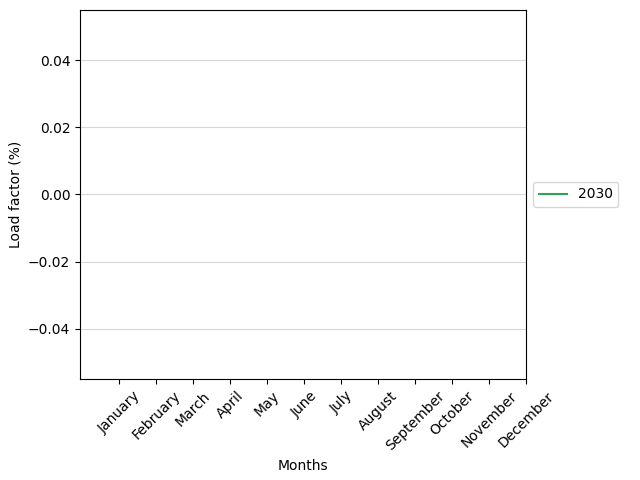 Load factor (%)
0.04
0.02
0.00
−0.02
−0.04
2030
January
February
March
April
May
June
July
August
September
October
November
December
Months